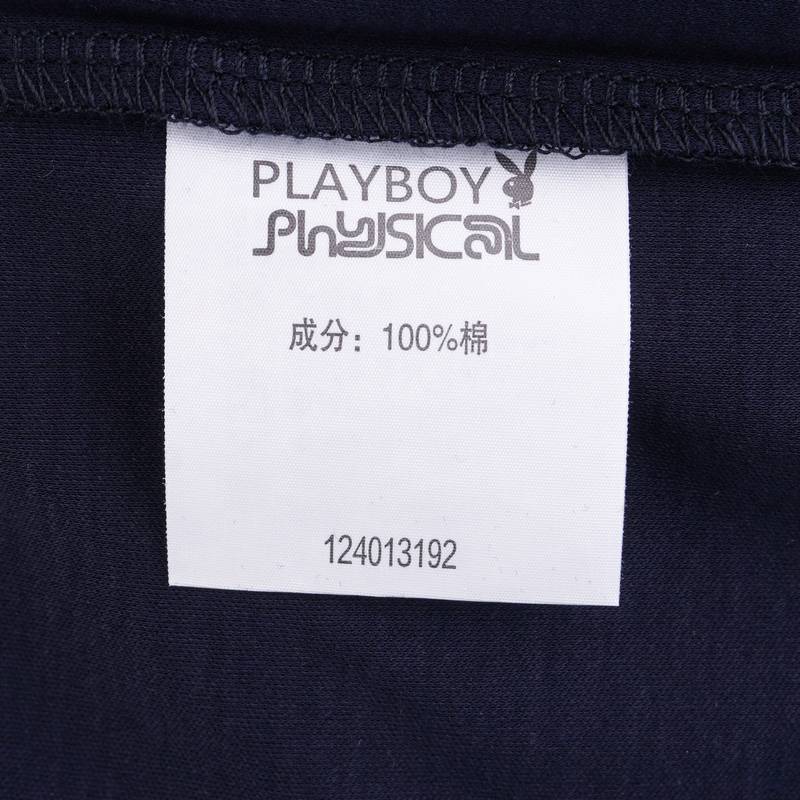 PLAYBOY
PhysicaL
成分：100%棉
124013192